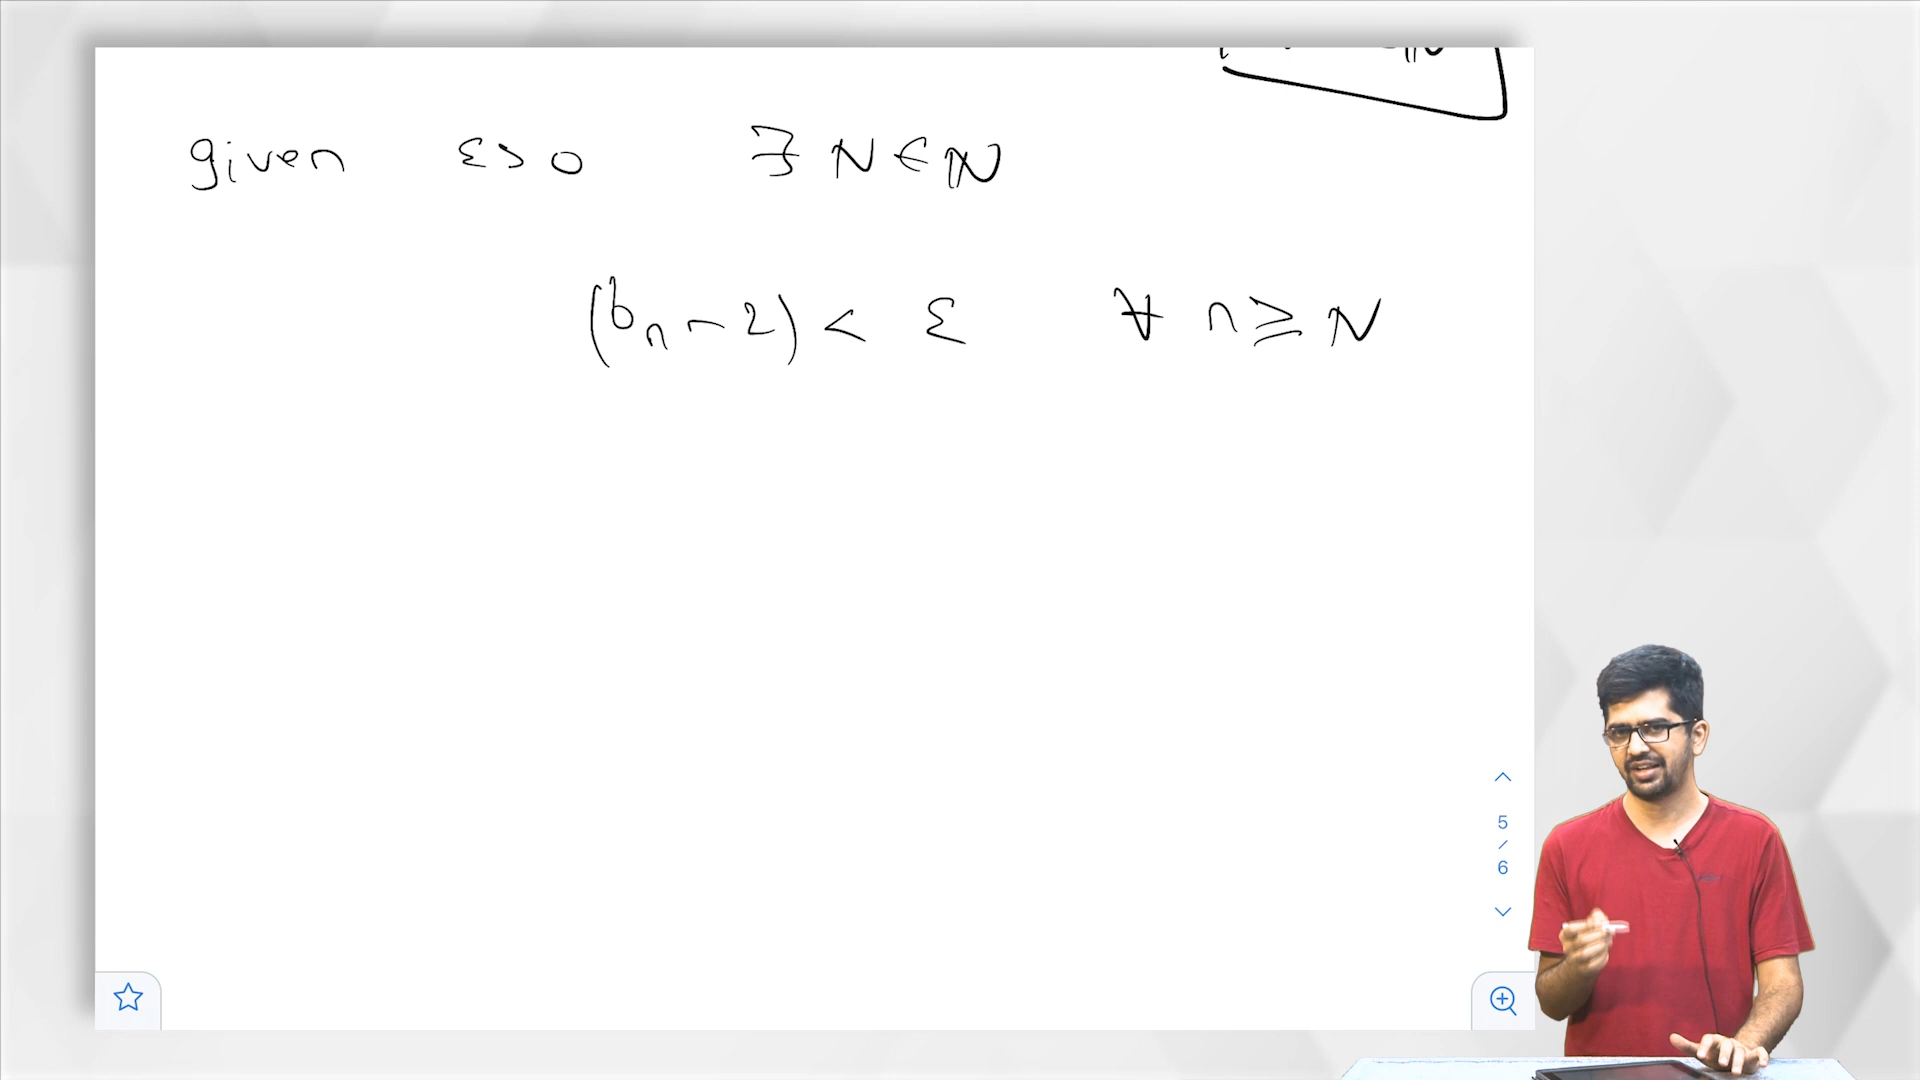 given ε > 0 ∃ N ∈ ℕ
(bₙ - 2) < ε ∀ n ≥ N
5
/
6